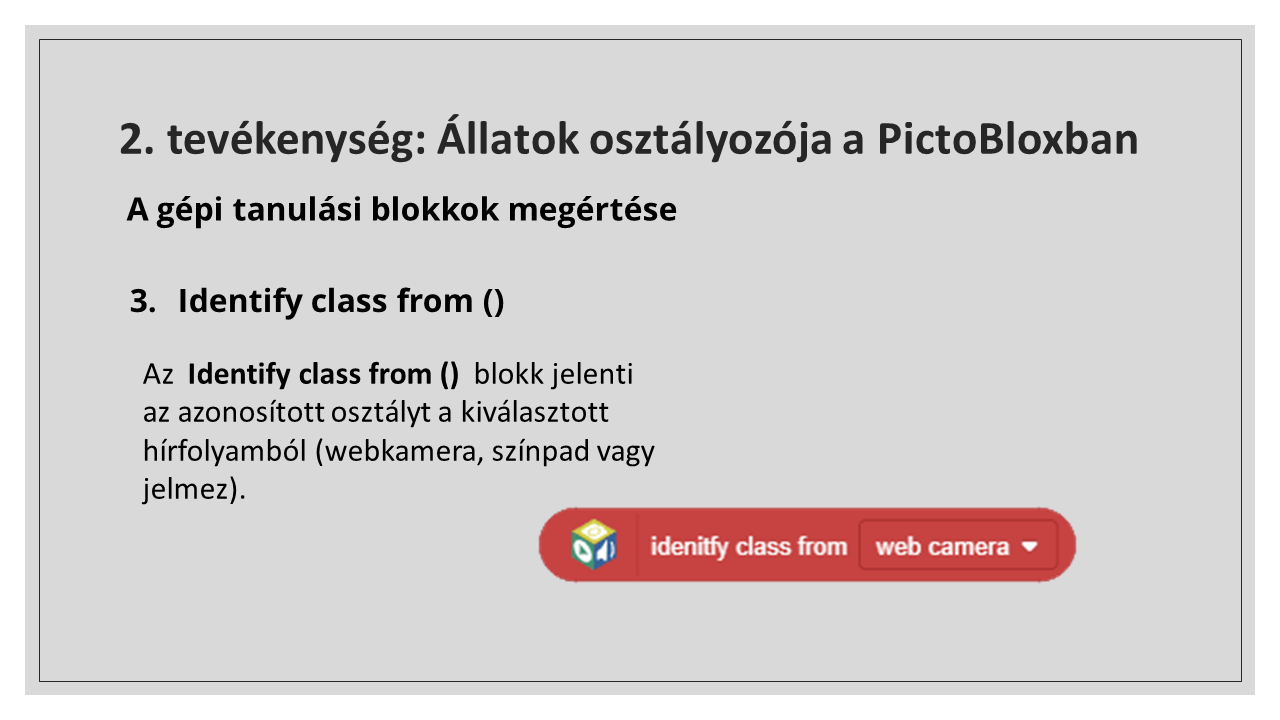 2. tevékenység: Állatok osztályozója a PictoBloxban
A gépi tanulási blokkok megértése
3. Identify class from ()
Az Identify class from () blokk jelenti
az azonosított osztályt a kiválasztott
hírfolyamból (webkamera, színpad vagy
jelmez).
idenitfy class from web camera